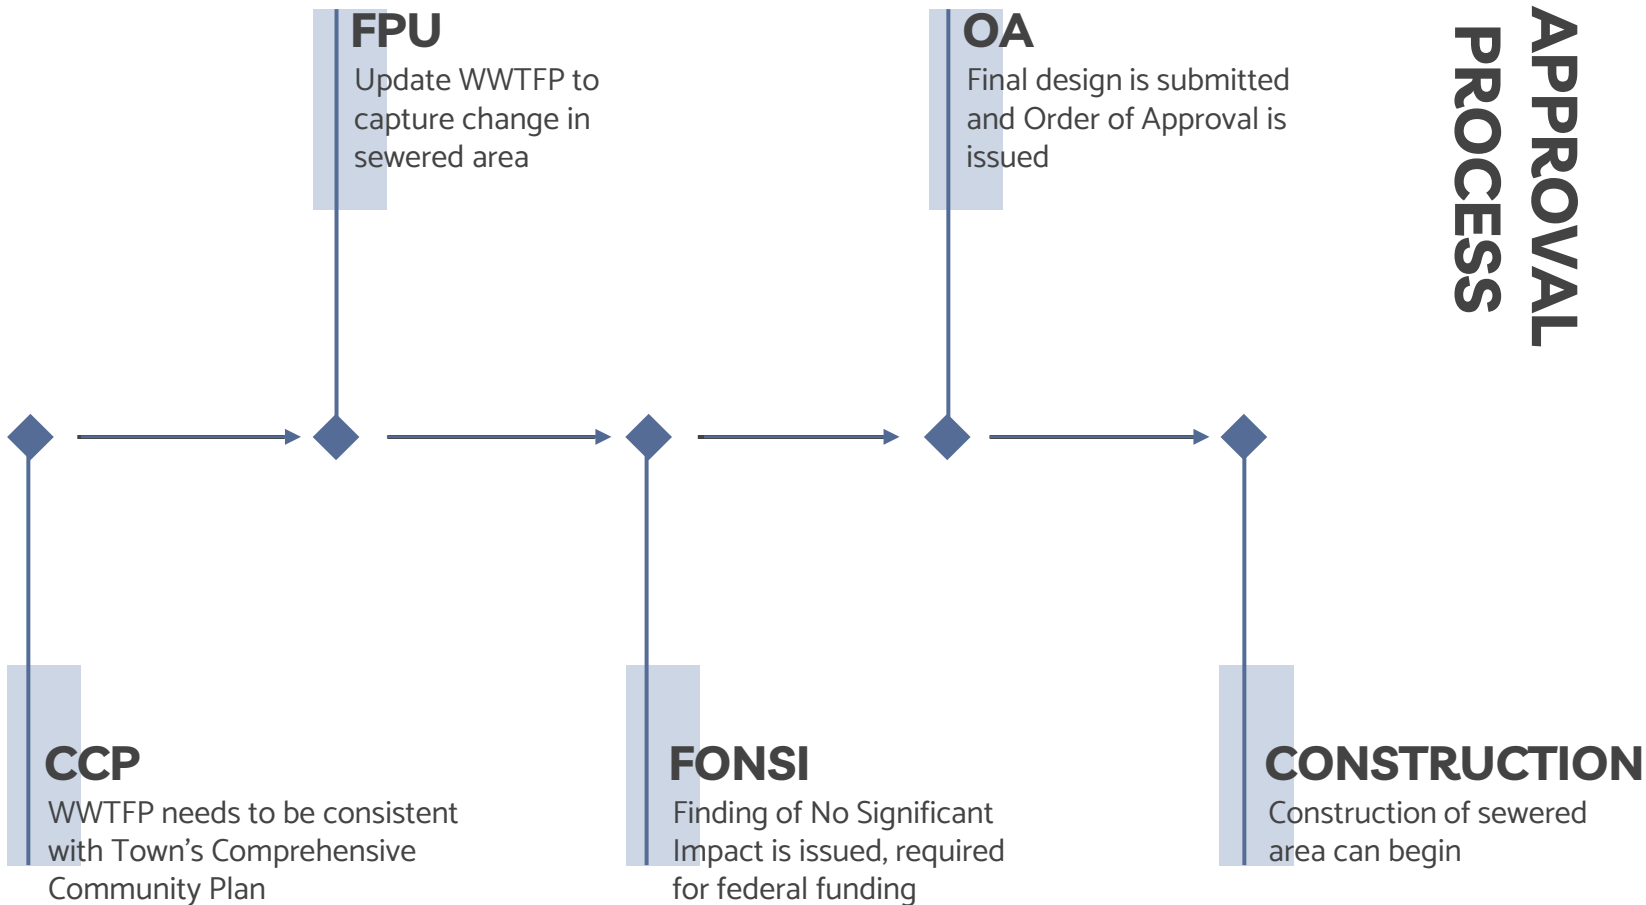 APPROVAL
PROCESS
FPU
Update WWTFP to
capture change in
sewered area
OA
Final design is submitted
and Order of Approval is
issued
CCP
WWTFP needs to be consistent
with Town's Comprehensive
Community Plan
FONSI
Finding of No Significant
Impact is issued, required
for federal funding
CONSTRUCTION
Construction of sewered
area can begin